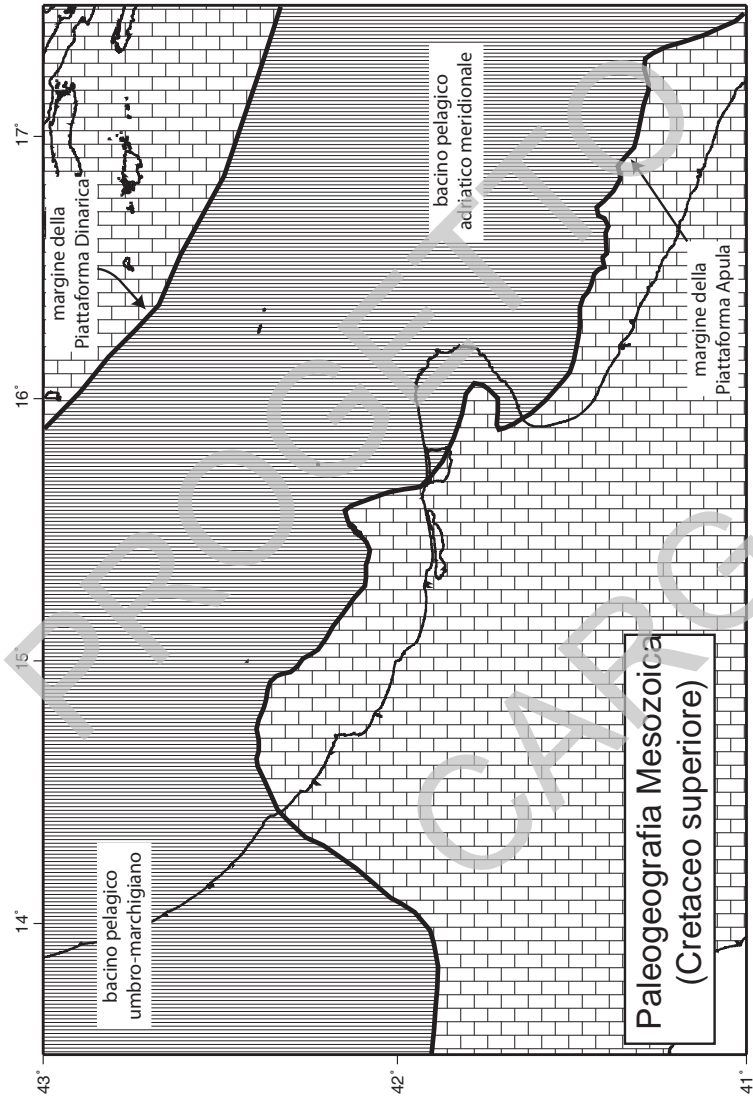 43°
42°
41°
14°
15°
16°
17°
bacino pelagico
umbro-marchigiano
margine della
Piattaforma Dinarica
bacino pelagico
adriatico meridionale
margine della
Piattaforma Apula
Paleogeografia Mesozoica
(Cretaceo superiore)
PROGETTO
CARG